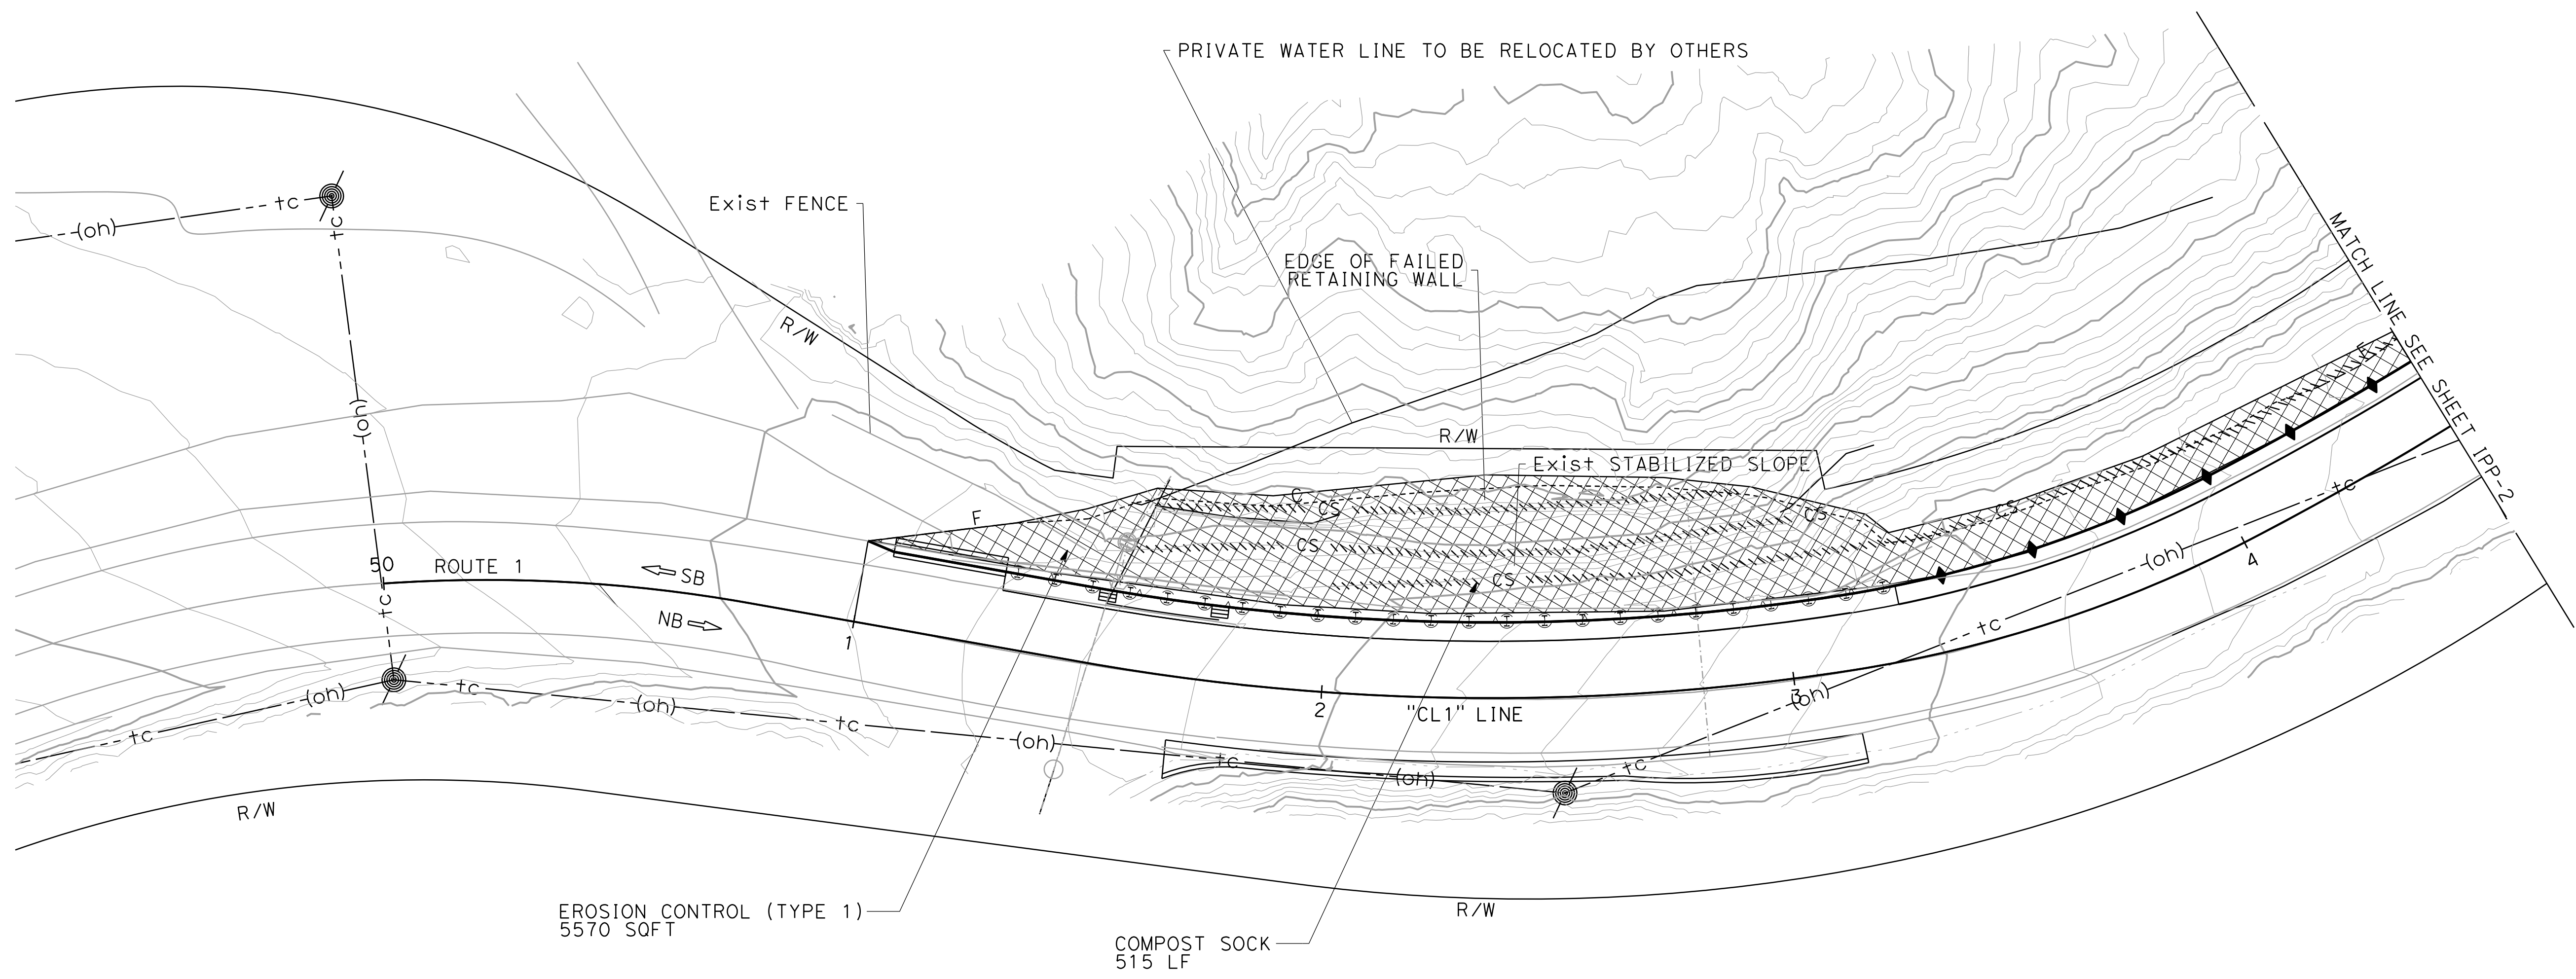 PRIVATE WATER LINE TO BE RELOCATED BY OTHERS
(oh)
tc
tc
Exist FENCE
EDGE OF FAILED
RETAINING WALL
MATCH LINE SEE SHEET IPP-2
R/W
(oh)
R/W
Exist STABILIZED SLOPE
F
C
CS
CS
CS
CS
CS
F
50
ROUTE 1
SB
NB
tc
1
2
"CL1" LINE
3
4
tc
(oh)
tc
(oh)
(oh)
tc
(oh)
tc
(oh)
tc
tc
(oh)
tc
(oh)
tc
R/W
R/W
EROSION CONTROL (TYPE 1)
5570 SQFT
COMPOST SOCK
515 LF